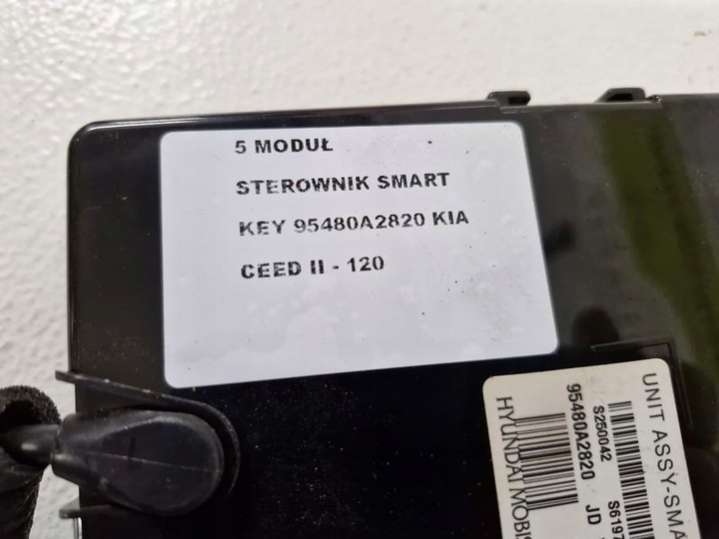 5 MODUŁ
STEROWNIK SMART
KEY 95480A2820 KIA
CEED II - 120
UNIT ASSY-SMA
S250042
95480A2820 JD
HYUNDAI MOBIS